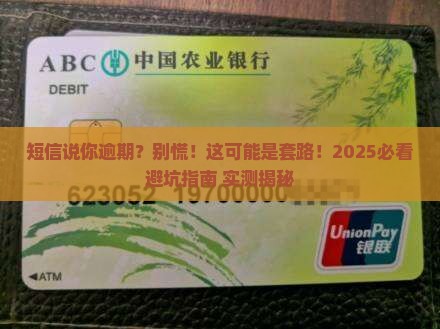 ABC 中国农业银行
DEBIT
短信说你逾期？别慌！这可能是套路！2025必看
避坑指南 实测揭秘
623052 19700000
UnionPay
银联
◄ATM